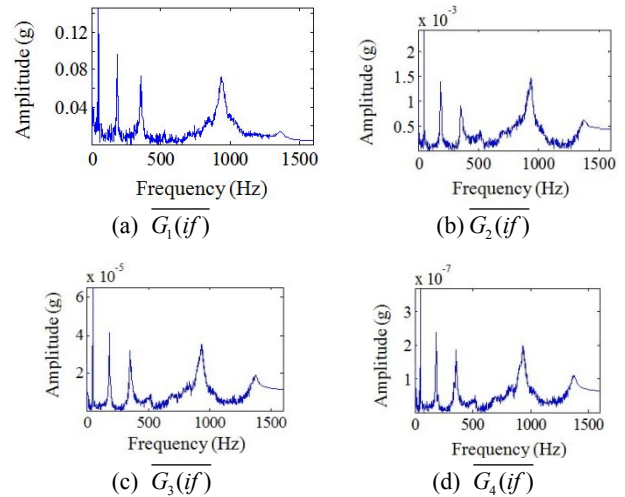 0.12
0.08
0.04
Amplitude (g)
0 500 1000 1500
Frequency (Hz)
(a) G₁(if)
x 10⁻³
2
1.5
1
0.5
Amplitude (g)
0 500 1000 1500
Frequency (Hz)
(b) G₂(if)
x 10⁻⁵
6
4
2
Amplitude (g)
0 500 1000 1500
Frequency (Hz)
(c) G₃(if)
x 10⁻⁷
3
2
1
Amplitude (g)
0 500 1000 1500
Frequency (Hz)
(d) G₄(if)